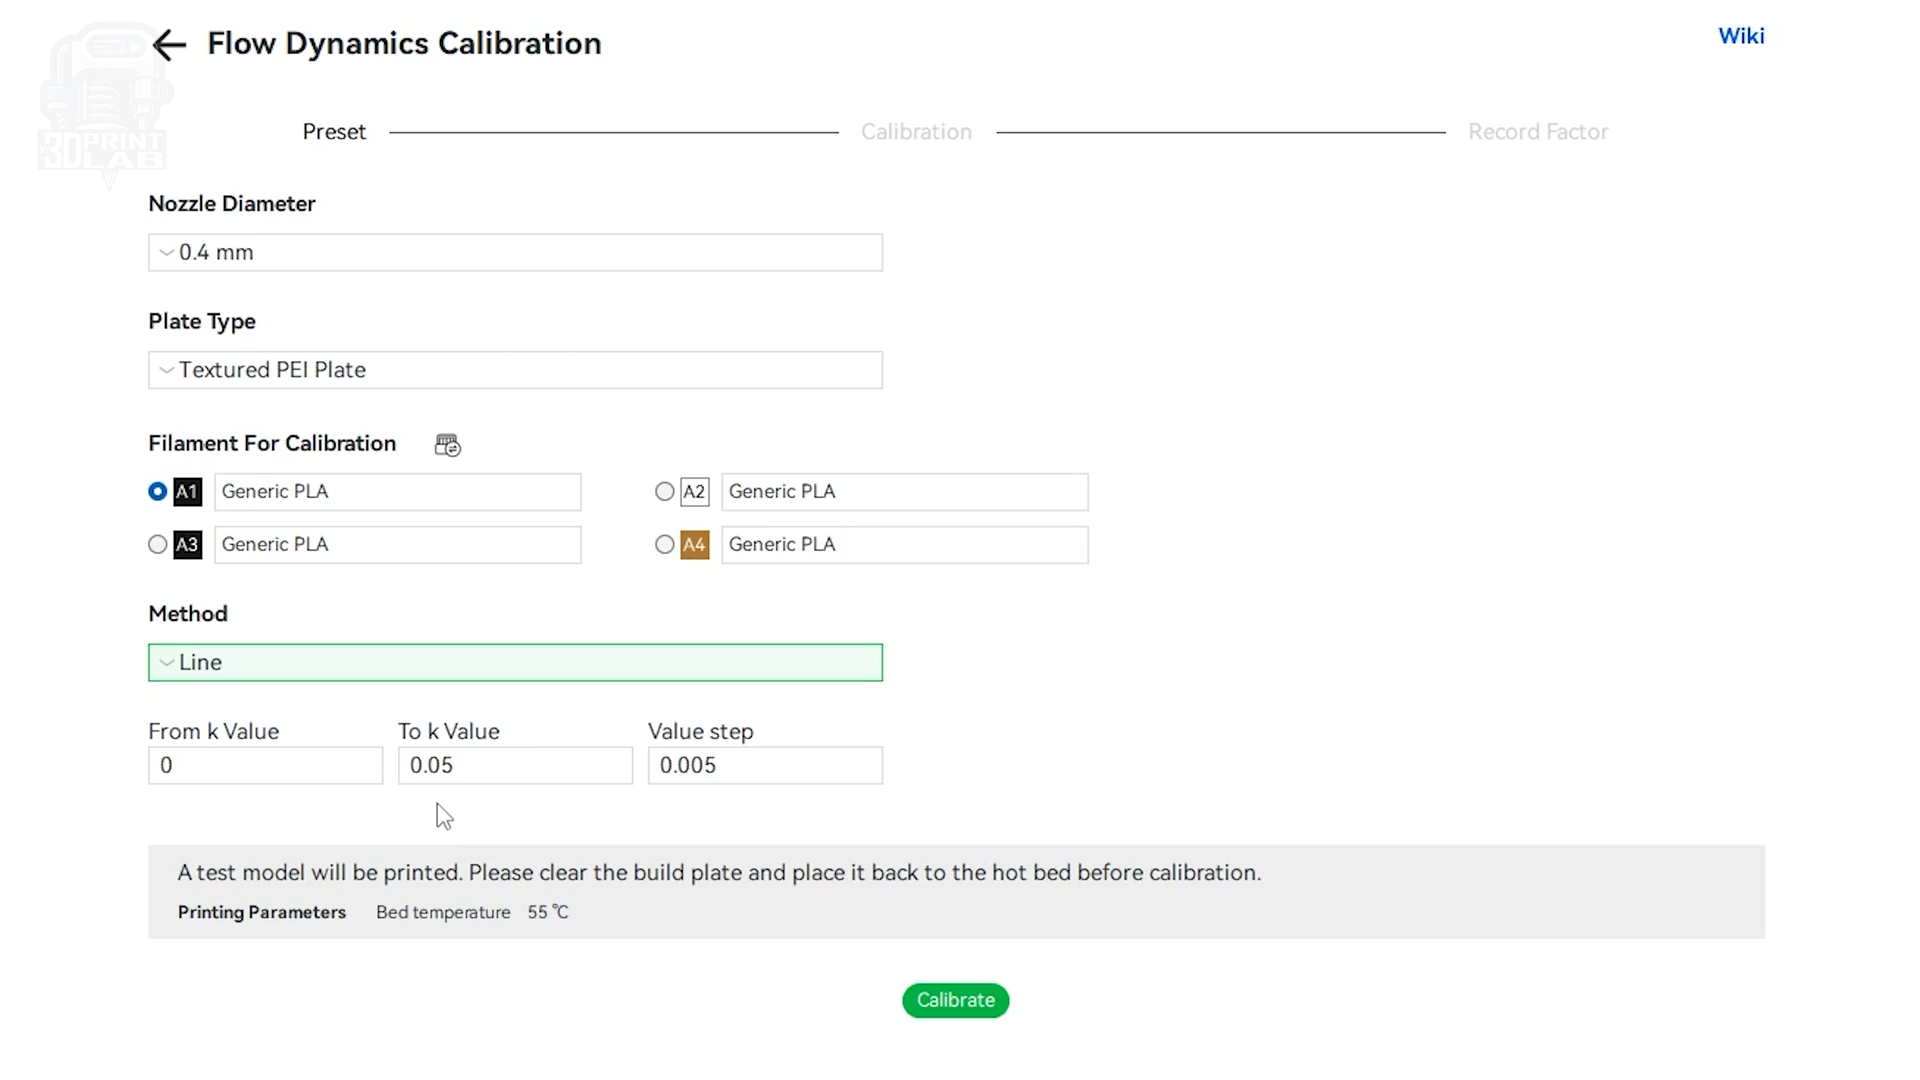 Flow Dynamics Calibration
Wiki
3DPRINT
LAB
Preset
Calibration
Record Factor
Nozzle Diameter
0.4 mm
Plate Type
Textured PEI Plate
Filament For Calibration
A1 Generic PLA
A2 Generic PLA
A3 Generic PLA
A4 Generic PLA
Method
Line
From k Value To k Value Value step
0 0.05 0.005
A test model will be printed. Please clear the build plate and place it back to the hot bed before calibration.
Printing Parameters Bed temperature 55 °C
Calibrate